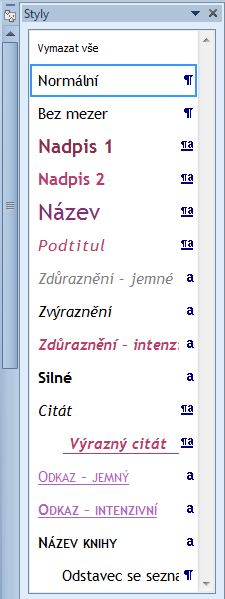 Styly
Vymazat vše
Normální ¶
Bez mezer ¶
Nadpis 1 ¶a
Nadpis 2 ¶a
Název ¶a
Podtitul ¶a
Zdůraznění – jemné a
Zvýraznění a
Zdůraznění – intenzi a
Silné a
Citát ¶a
Výrazný citát ¶a
Odkaz – jemný a
Odkaz – intenzivní a
Název knihy a
Odstavec se sezna ¶